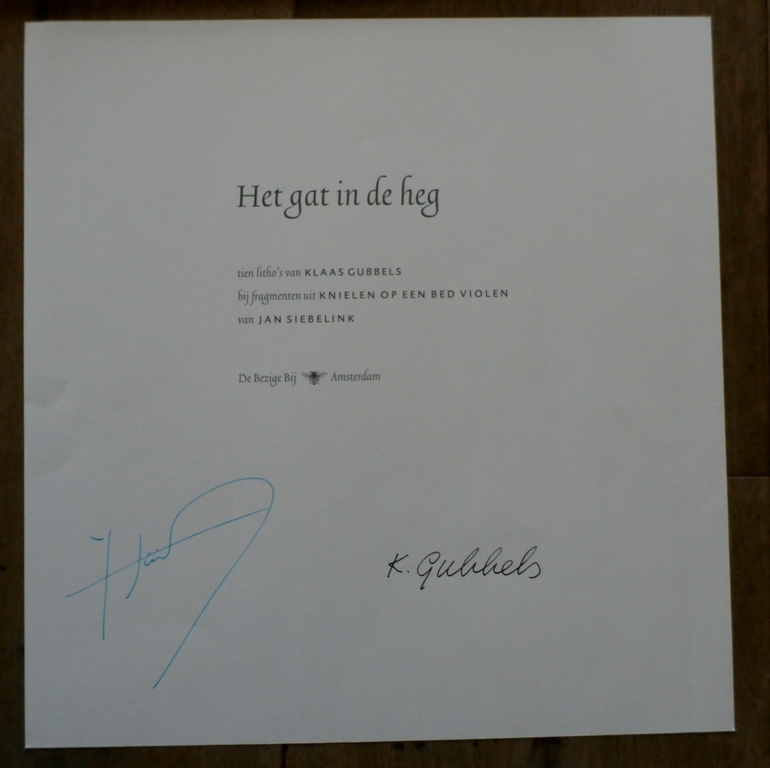 Het gat in de heg
tien litho's van KLAAS GUBBELS
bij fragmenten uit KNIELEN OP EEN BED VIOLEN
van JAN SIEBELINK
De Bezige Bij Amsterdam
K. Gubbels